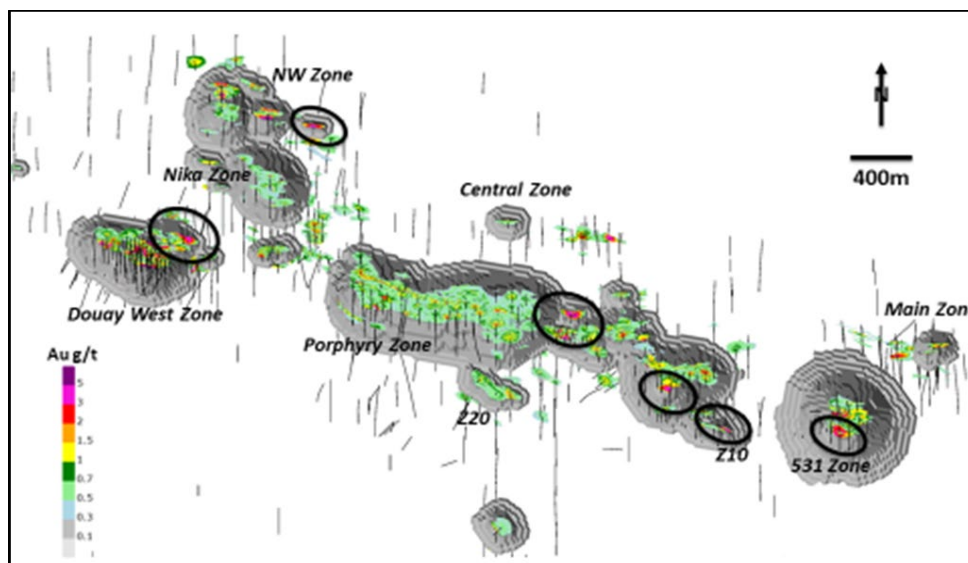 NW Zone
N
400m
Nika Zone
Central Zone
Douay West Zone
Main Zon
Porphyry Zone
Au g/t
5
3
2
1.5
1
0.7
0.5
0.3
0.1
Z20
Z10
531 Zone